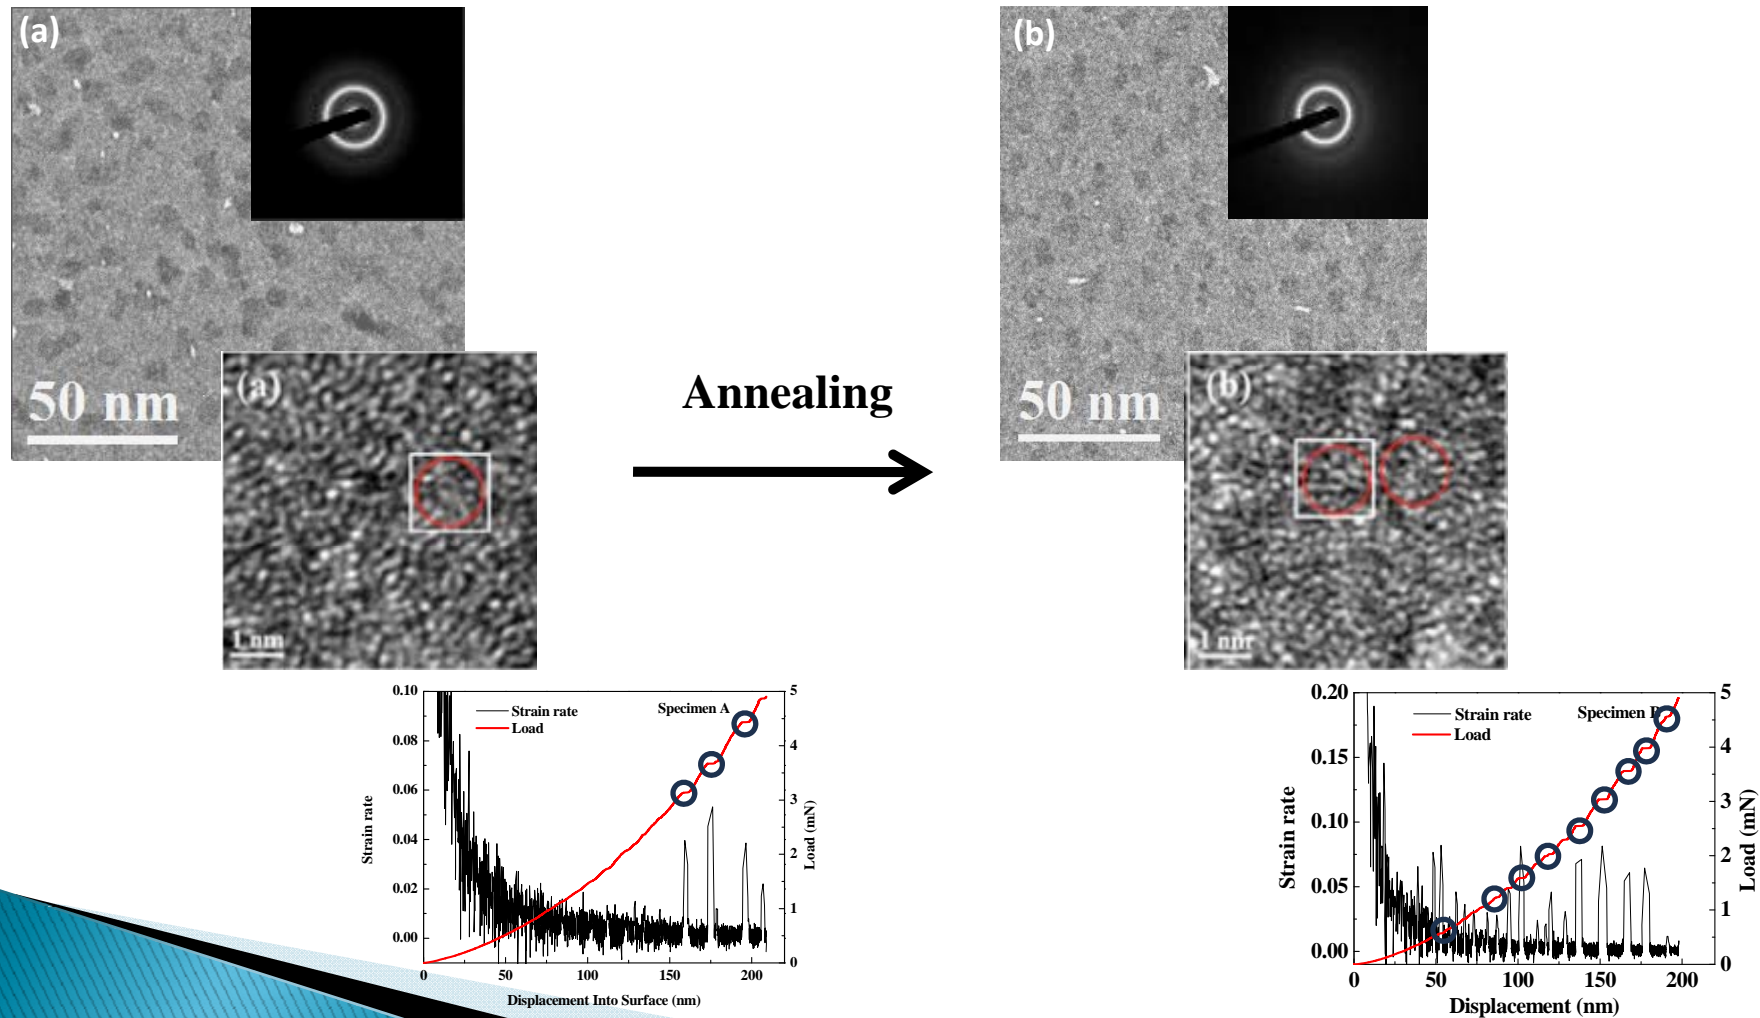 (a)
50 nm
(a)
1 nm
Annealing
(b)
50 nm
(b)
1 nm
0.10
0.08
0.06
0.04
0.02
0.00
Strain rate
Strain rate
Load
Specimen A
5
4
3
2
1
0
Load (mN)
0
50
100
150
200
Displacement Into Surface (nm)
0.20
0.15
0.10
0.05
0.00
Strain rate
Strain rate
Load
Specimen
5
4
3
2
1
0
Load (mN)
0
50
100
150
200
Displacement (nm)